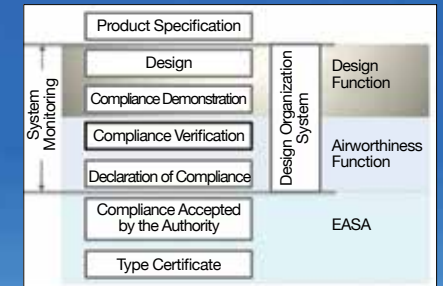 Product Specification
Design
Compliance Demonstration
Compliance Verification
Declaration of Compliance
Compliance Accepted
by the Authority
Type Certificate
System
Monitoring
Design Organization
System
Design
Function
Airworthiness
Function
EASA